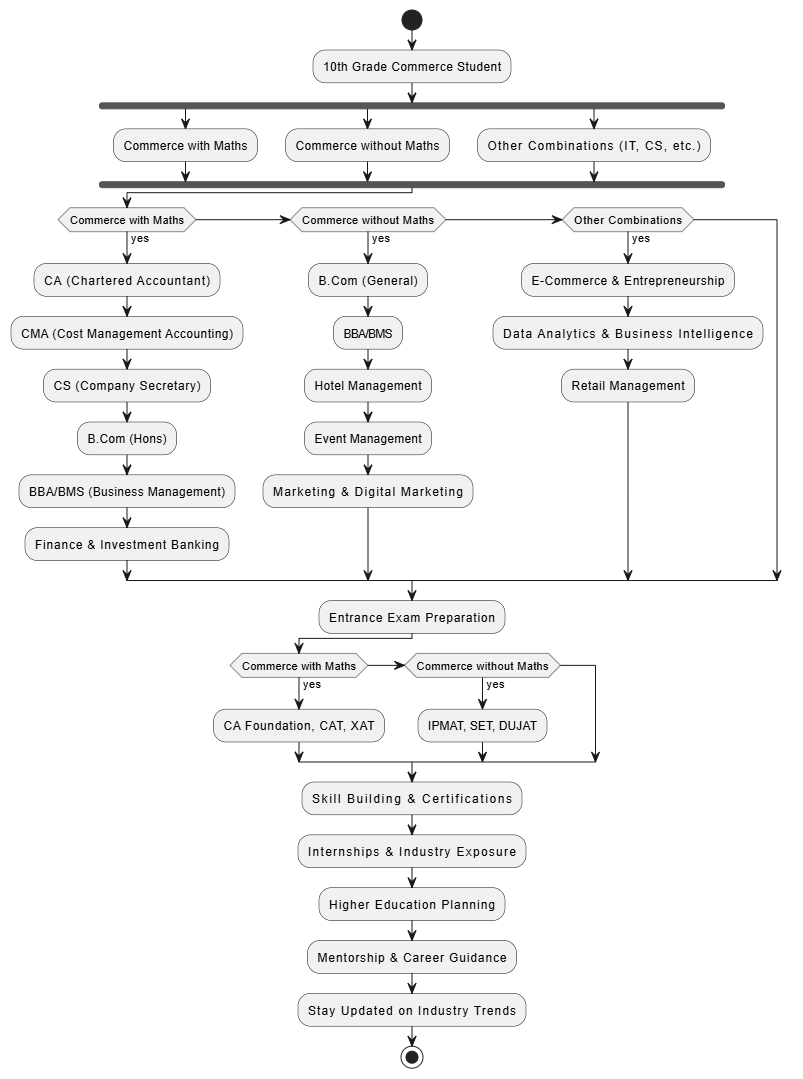 10th Grade Commerce Student
Commerce with Maths
Commerce without Maths
Other Combinations (IT, CS, etc.)
Commerce with Maths
Commerce without Maths
Other Combinations
yes
yes
yes
CA (Chartered Accountant)
B.Com (General)
E-Commerce & Entrepreneurship
CMA (Cost Management Accounting)
BBA/BMS
Data Analytics & Business Intelligence
CS (Company Secretary)
Hotel Management
Retail Management
B.Com (Hons)
Event Management
BBA/BMS (Business Management)
Marketing & Digital Marketing
Finance & Investment Banking
Entrance Exam Preparation
Commerce with Maths
Commerce without Maths
yes
yes
CA Foundation, CAT, XAT
IPMAT, SET, DUJAT
Skill Building & Certifications
Internships & Industry Exposure
Higher Education Planning
Mentorship & Career Guidance
Stay Updated on Industry Trends